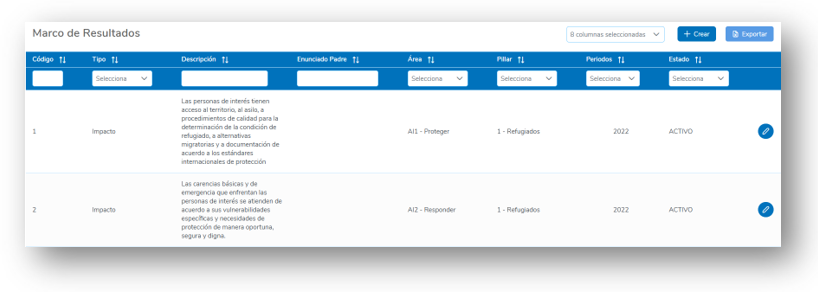 Marco de Resultados
8 columnas seleccionadas
+ Crear
Exportar
Código Tipo Descripción Enunciado Padre Área Pillar Periodos Estado
Selecciona Selecciona Selecciona Selecciona Selecciona
Las personas de interés tienen
acceso al territorio, al asilo, a
procedimientos de calidad para la
determinación de la condición de
1 Impacto refugiado, a alternativas AI1 - Proteger 1 - Refugiados 2022 ACTIVO
migratorias y a documentación de
acuerdo a los estándares
internacionales de protección
Las carencias básicas y de
emergencia que enfrentan las
personas de interés se atienden de
2 Impacto acuerdo a sus vulnerabilidades AI2 - Responder 1 - Refugiados 2022 ACTIVO
específicas y necesidades de
protección de manera oportuna,
segura y digna.